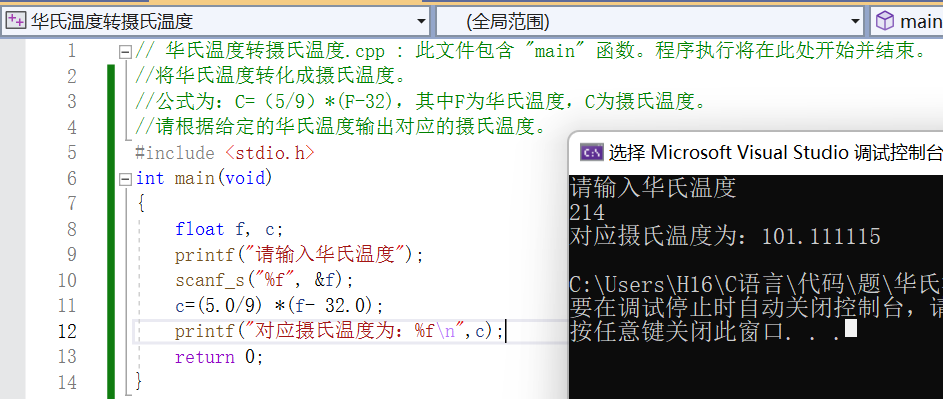 华氏温度转摄氏温度
(全局范围)
main
1 // 华氏温度转摄氏温度.cpp : 此文件包含 "main" 函数。程序执行将在此处开始并结束。
2 //将华氏温度转化成摄氏温度。
3 //公式为：C=（5/9）*(F-32)，其中F为华氏温度，C为摄氏温度。
4 //请根据给定的华氏温度输出对应的摄氏温度。
5 #include <stdio.h>
6 int main(void)
7 {
8 float f, c;
9 printf("请输入华氏温度");
10 scanf_s("%f", &f);
11 c=(5.0/9) *(f- 32.0);
12 printf("对应摄氏温度为：%f\n",c);
13 return 0;
14 }
C:\ 选择 Microsoft Visual Studio 调试控制台
请输入华氏温度
214
对应摄氏温度为：101.111115
C:\Users\H16\C语言\代码\题\华氏
要在调试停止时自动关闭控制台，请
按任意键关闭此窗口. . .